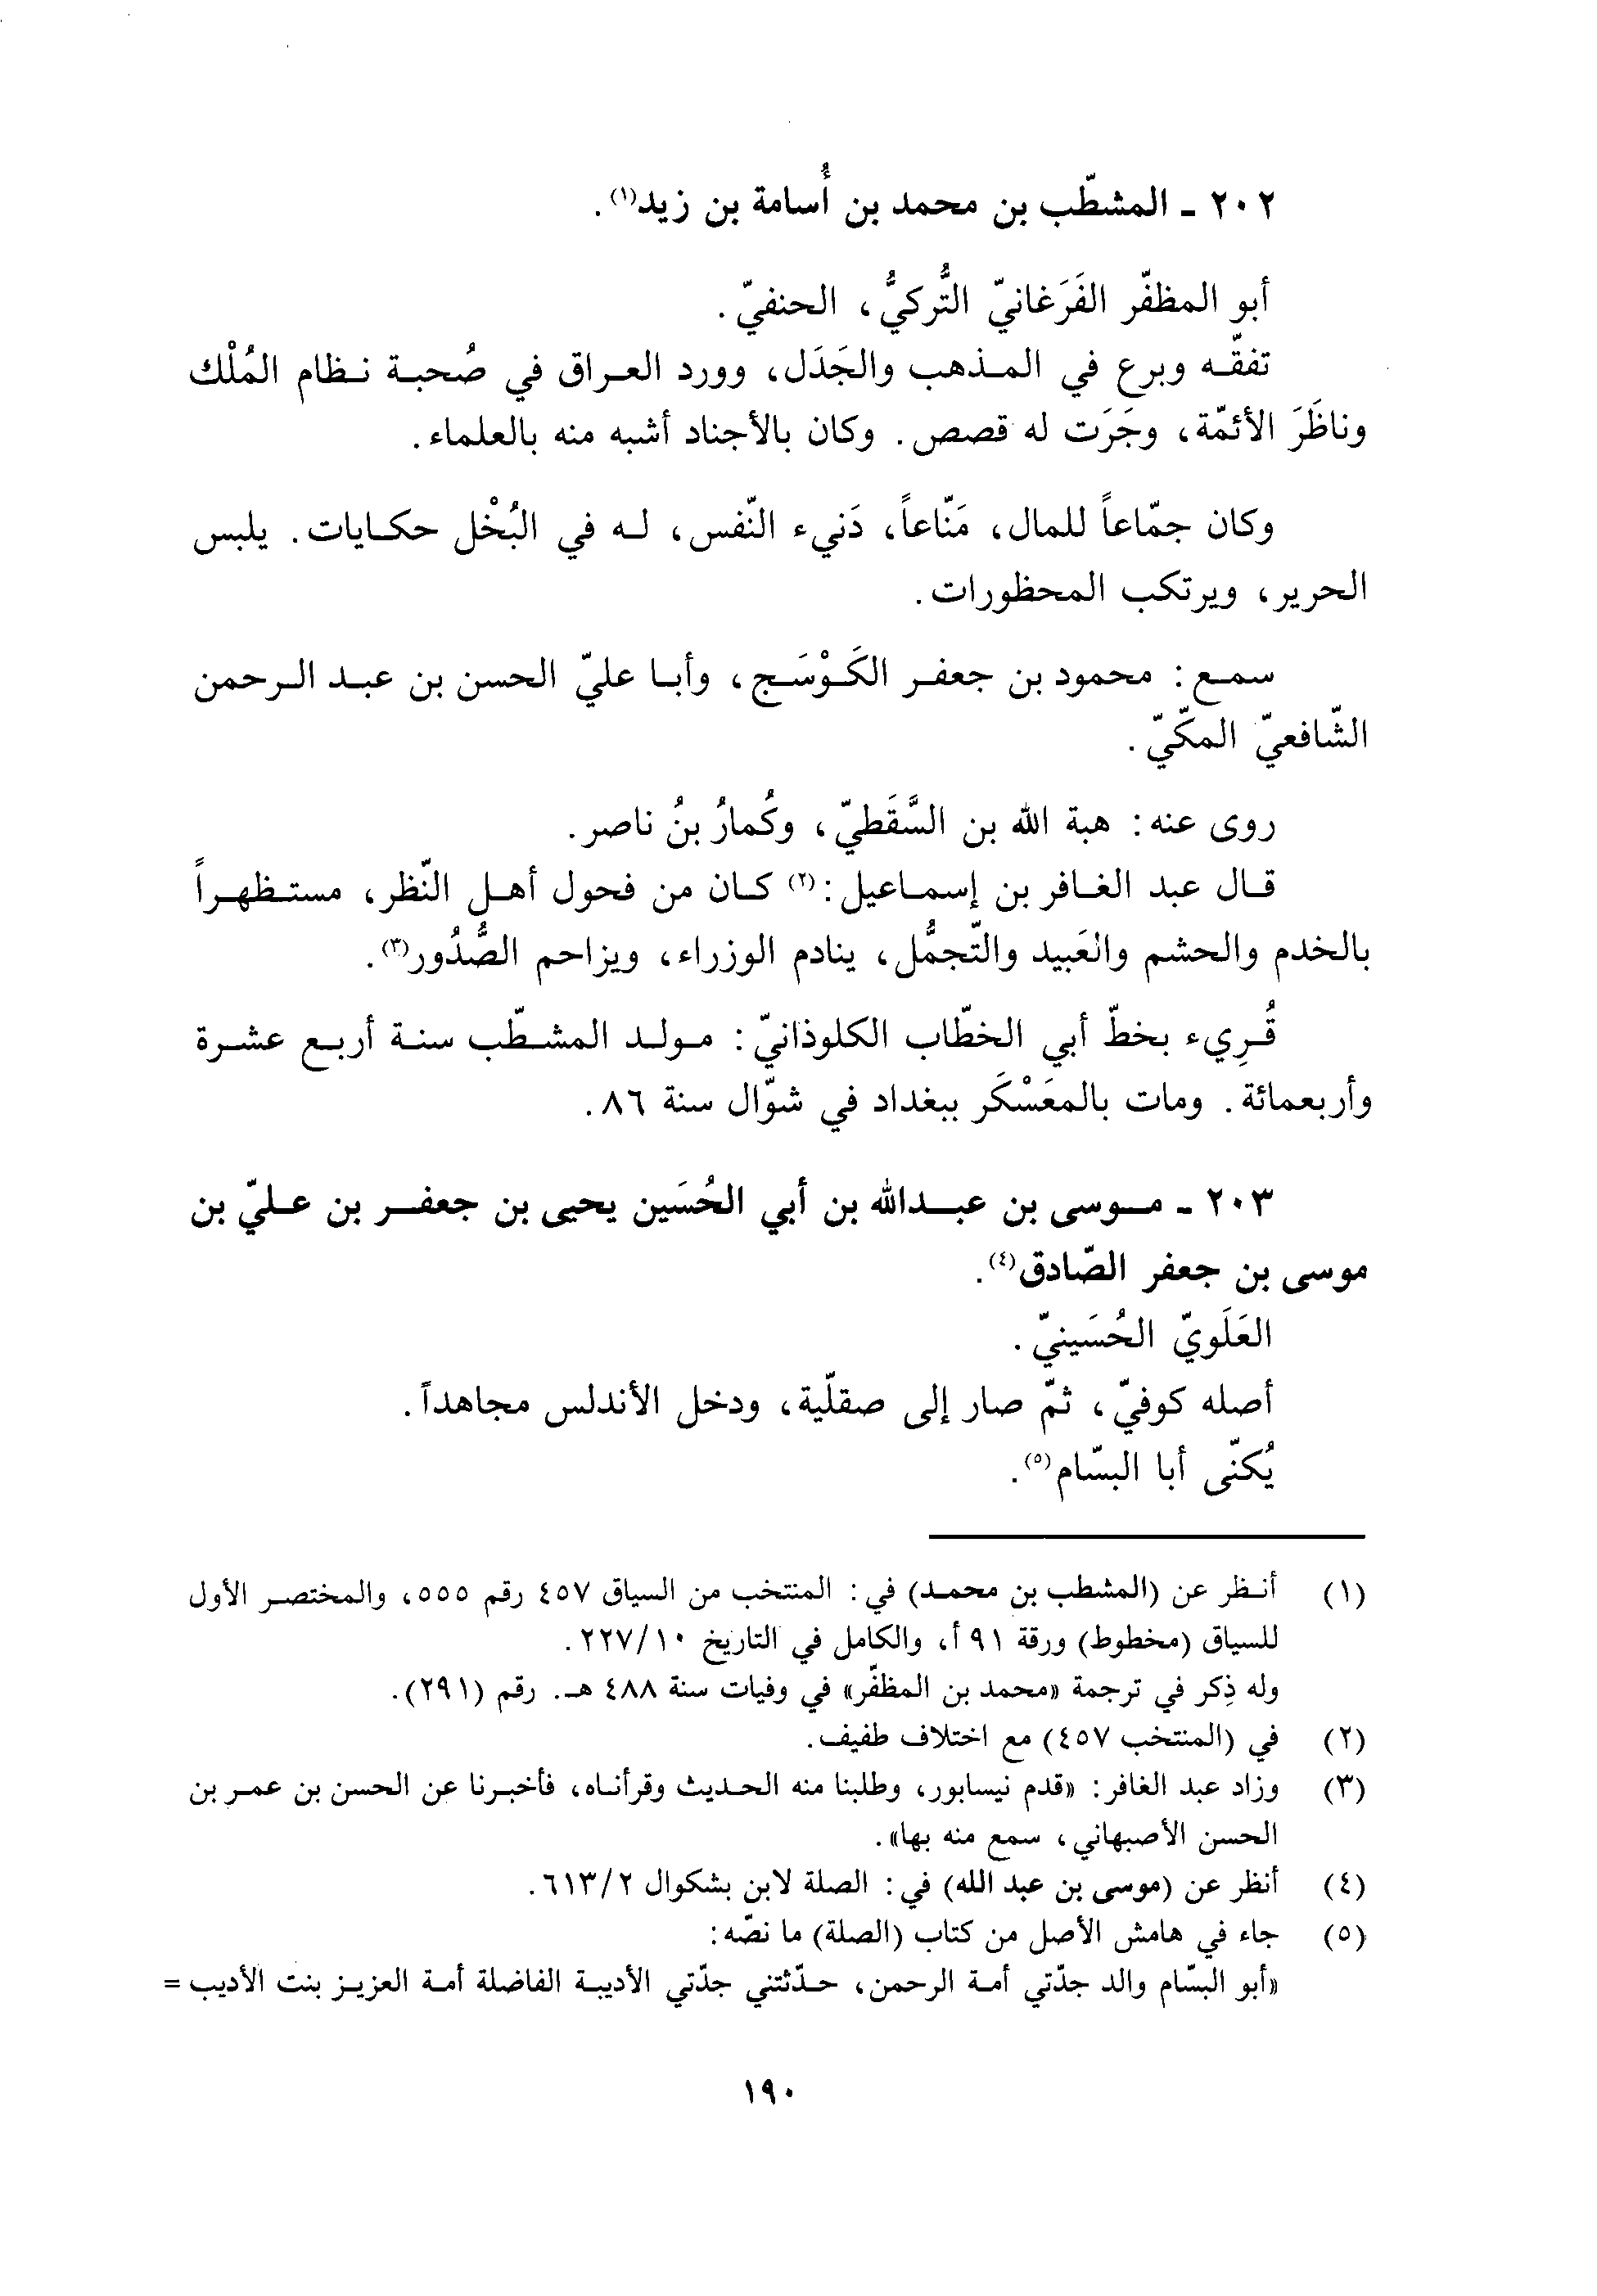 ٢٠٢ ـ المشطّب بن محمد بن أُسامة بن زيد(١).
أبو المظفّر الفَرَغانيّ التُّركيُّ، الحنفيّ.
تفقّه وبرع في المذهب والجَدَل، وورد العراق في صُحبة نظام المُلْك
وناظَرَ الأئمّة، وجَرَت له قصص. وكان بالأجناد أشبه منه بالعلماء.
وكان جمّاعاً للمال، مَنّاعاً، دَنيء النّفس، له في البُخْل حكايات. يلبس
الحرير، ويرتكب المحظورات.
سمع: محمود بن جعفر الكَوْسَج، وأبا عليّ الحسن بن عبد الرحمن
الشّافعيّ المكّيّ.
روى عنه: هبة الله بن السَّقَطيّ، وكُمارُ بنُ ناصر.
قال عبد الغافر بن إسماعيل:(٢) كان من فحول أهل النّظر، مستظهراً
بالخدم والحشم والعَبيد والتّجمُّل، ينادم الوزراء، ويزاحم الصُّدُور(٣).
قُرِيء بخطّ أبي الخطّاب الكلوذانيّ: مولد المشطّب سنة أربع عشرة
وأربعمائة. ومات بالمعَسْكَر ببغداد في شوّال سنة ٨٦.
٢٠٣ ـ موسى بن عبدالله بن أبي الحُسَين يحيى بن جعفر بن عليّ بن
موسى بن جعفر الصّادق(٤).
العَلَويّ الحُسَينيّ.
أصله كوفيّ، ثمّ صار إلى صقلّية، ودخل الأندلس مجاهداً.
يُكنّى أبا البسّام(٥).
(١) أنظر عن (المشطب بن محمد) في: المنتخب من السياق ٤٥٧ رقم ٥٥٥، والمختصر الأول
للسياق (مخطوط) ورقة ٩١ أ، والكامل في التاريخ ٢٢٧/١٠.
وله ذِكر في ترجمة «محمد بن المظفّر» في وفيات سنة ٤٨٨ هـ. رقم (٢٩١).
(٢) في (المنتخب ٤٥٧) مع اختلاف طفيف.
(٣) وزاد عبد الغافر: «قدم نيسابور، وطلبنا منه الحديث وقرأناه، فأخبرنا عن الحسن بن عمر بن
الحسن الأصبهاني، سمع منه بها».
(٤) أنظر عن (موسى بن عبد الله) في: الصلة لابن بشكوال ٦١٣/٢.
(٥) جاء في هامش الأصل من كتاب (الصلة) ما نصّه:
«أبو البسّام والد جدّتي أمة الرحمن، حدّثتني جدّتي الأديبة الفاضلة أمة العزيز بنت الأديب =
١٩٠